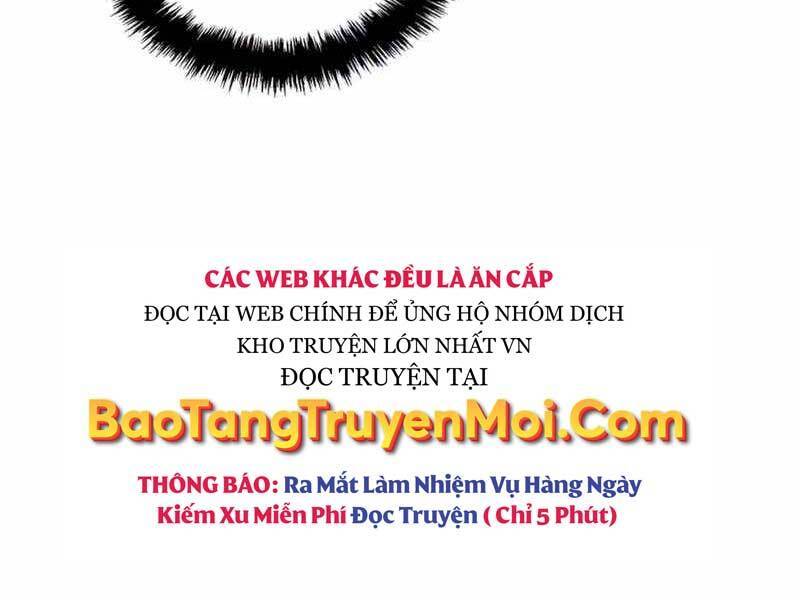 CÁC WEB KHÁC ĐỀU LÀ ĂN CẮP
ĐỌC TẠI WEB CHÍNH ĐỂ ỦNG HỘ NHÓM DỊCH
KHO TRUYỆN LỚN NHẤT VN
ĐỌC TRUYỆN TẠI
BaoTangTruyenMoi.Com
THÔNG BÁO: Ra Mắt Làm Nhiệm Vụ Hàng Ngày
Kiếm Xu Miễn Phí Đọc Truyện ( Chỉ 5 Phút)